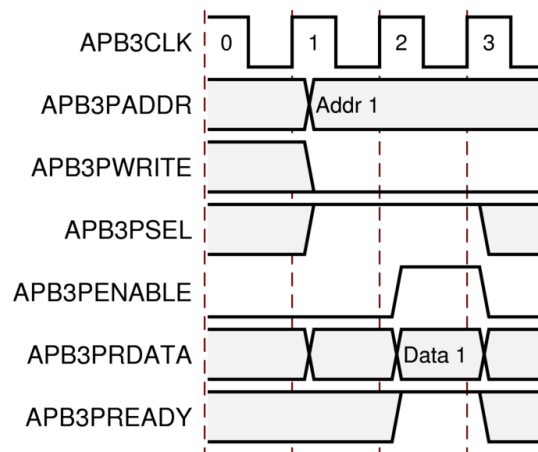 APB3CLK 0 1 2 3
APB3PADDR Addr 1
APB3PWRITE
APB3PSEL
APB3PENABLE
APB3PRDATA Data 1
APB3PREADY